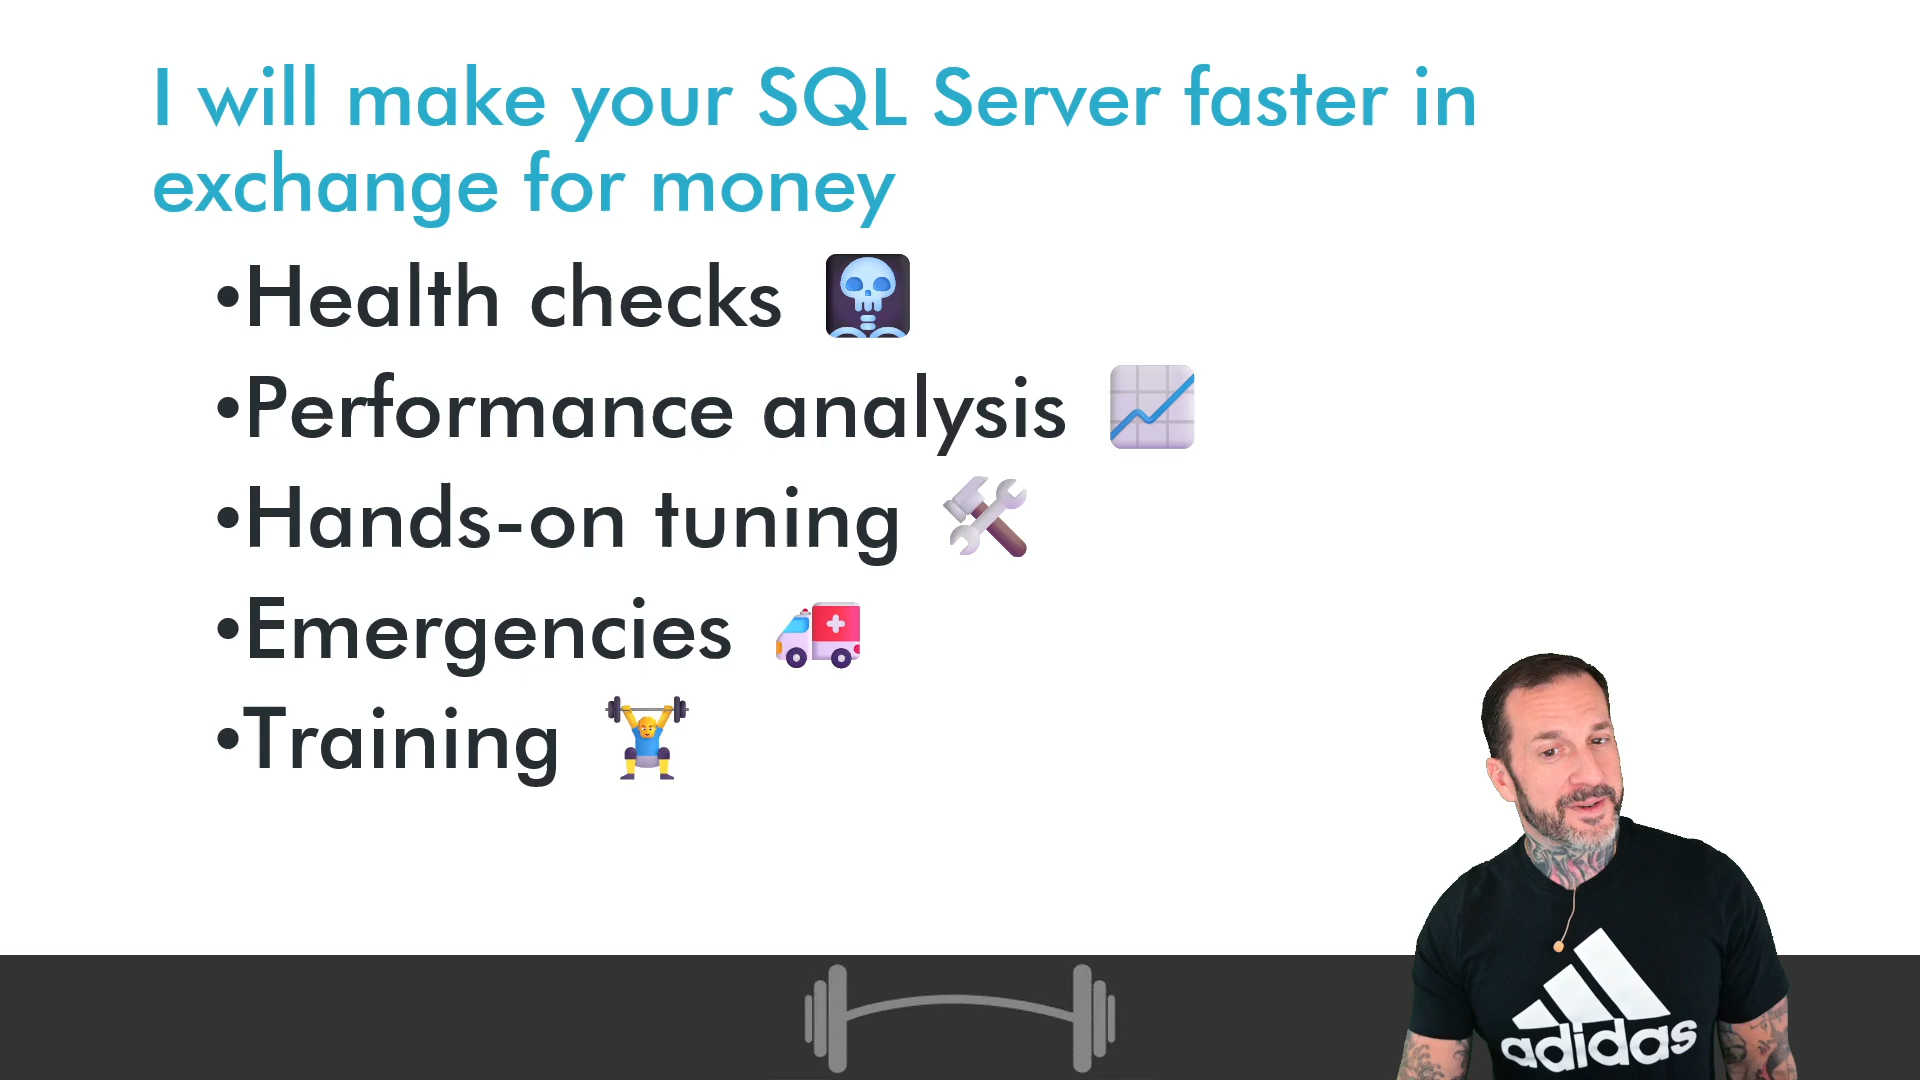 I will make your SQL Server faster in
exchange for money
•Health checks
•Performance analysis
•Hands-on tuning
•Emergencies
•Training
adidas